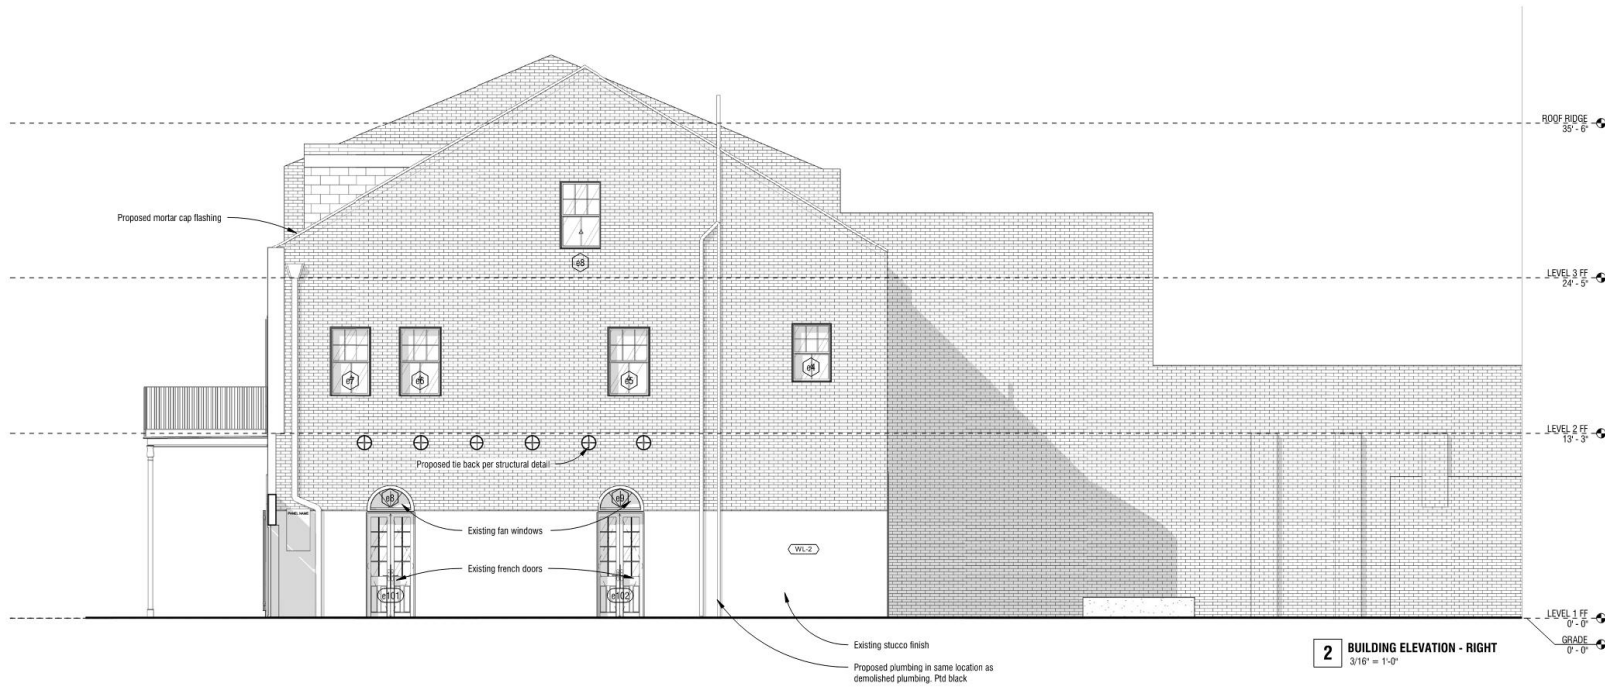 ROOF RIDGE
35' - 6"
Proposed mortar cap flashing
e8
LEVEL 3 FF
24' - 5"
e7
e6
e5
e4
LEVEL 2 FF
13' - 3"
Proposed tie back per structural detail
e8
e9
PANEL NAME
Existing fan windows
WL-2
Existing french doors
e101
e102
LEVEL 1 FF
0' - 0"
GRADE
0' - 0"
Existing stucco finish
Proposed plumbing in same location as
demolished plumbing. Ptd black
2
BUILDING ELEVATION - RIGHT
3/16" = 1'-0"